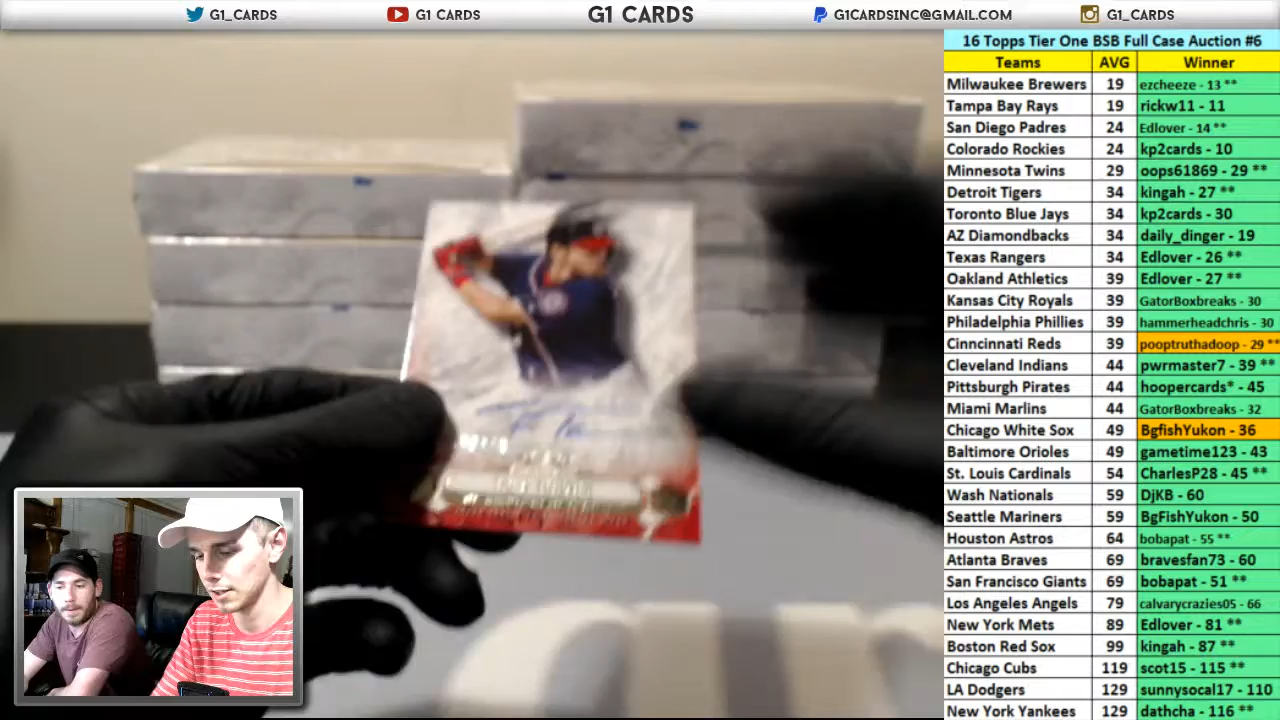 G1_CARDS G1 CARDS G1 CARDS G1CARDSINC@GMAIL.COM G1_CARDS
16 Topps Tier One BSB Full Case Auction #6
Teams AVG Winner
Milwaukee Brewers 19 ezcheeze - 13 **
Tampa Bay Rays 19 rickw11 - 11
San Diego Padres 24 Edlover - 14 **
Colorado Rockies 24 kp2cards - 10
Minnesota Twins 29 oops61869 - 29 **
Detroit Tigers 34 kingah - 27 **
Toronto Blue Jays 34 kp2cards - 30
AZ Diamondbacks 34 daily_dinger - 19
Texas Rangers 34 Edlover - 26 **
Oakland Athletics 39 Edlover - 27 **
Kansas City Royals 39 GatorBoxbreaks - 30
Philadelphia Phillies 39 hammerheadchris - 30
Cinncincati Reds 39 pooptruthadoop - 29 **
Cleveland Indians 44 pwrmaster7 - 39 **
Pittsburgh Pirates 44 hoopercards* - 45
Miami Marlins 44 GatorBoxbreaks - 32
Chicago White Sox 49 BgfishYukon - 36
Baltimore Orioles 49 gametime123 - 43
St. Louis Cardinals 54 CharlesP28 - 45 **
Wash Nationals 59 DjKB - 60
Seattle Mariners 59 BgFishYukon - 50
Houston Astros 64 bobapat - 55 **
Atlanta Braves 69 bravesfan73 - 60
San Francisco Giants 69 bobapat - 51 **
Los Angeles Angels 79 calvarycrazies05 - 66
New York Mets 89 Edlover - 81 **
Boston Red Sox 99 kingah - 87 **
Chicago Cubs 119 scot15 - 115 **
LA Dodgers 129 sunnysocal17 - 110
New York Yankees 129 dathcha - 116 **